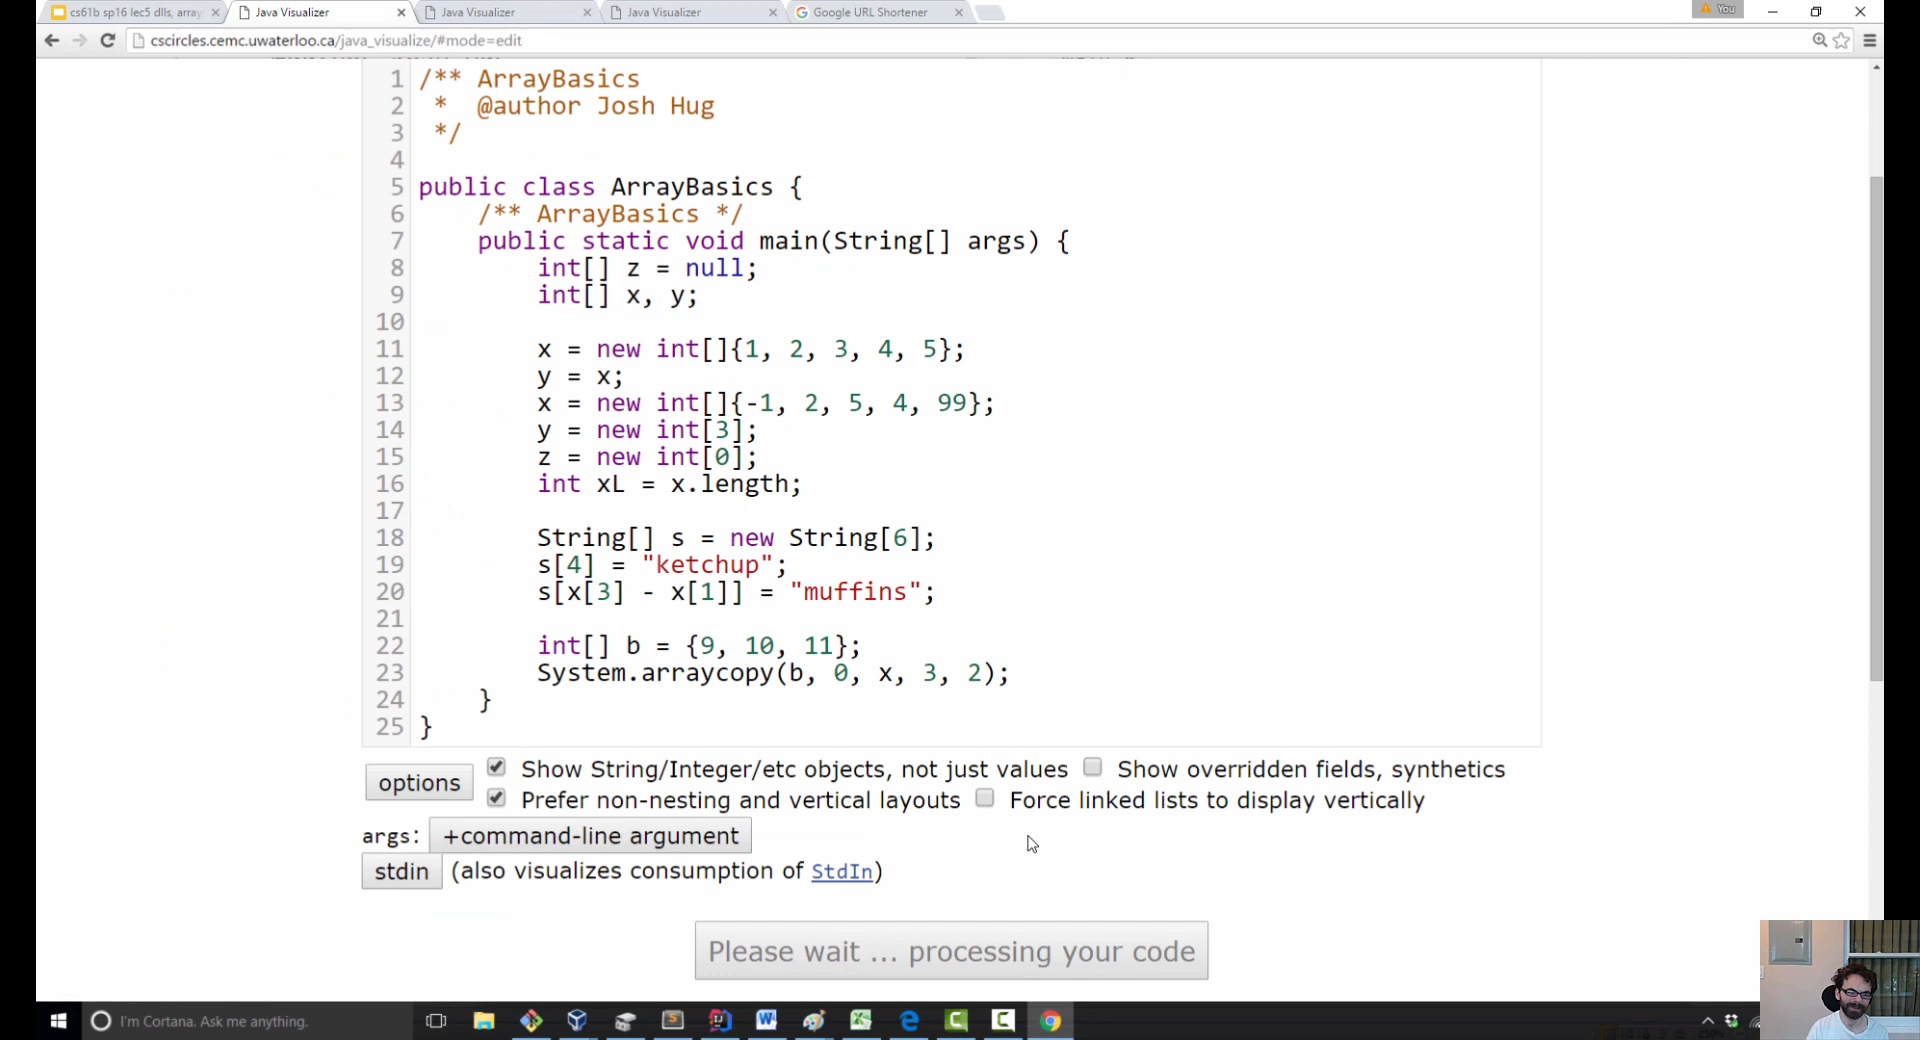 cs61b sp16 lec5 dlls, array
Java Visualizer
Java Visualizer
Java Visualizer
Google URL Shortener
You
cscircles.cemc.uwaterloo.ca/java_visualize/#mode=edit
1 /** ArrayBasics
2  *  @author Josh Hug
3  */
4
5 public class ArrayBasics {
6     /** ArrayBasics */
7     public static void main(String[] args) {
8         int[] z = null;
9         int[] x, y;
10
11         x = new int[]{1, 2, 3, 4, 5};
12         y = x;
13         x = new int[]{-1, 2, 5, 4, 99};
14         y = new int[3];
15         z = new int[0];
16         int xL = x.length;
17
18         String[] s = new String[6];
19         s[4] = "ketchup";
20         s[x[3] - x[1]] = "muffins";
21
22         int[] b = {9, 10, 11};
23         System.arraycopy(b, 0, x, 3, 2);
24     }
25 }
options
Show String/Integer/etc objects, not just values
Show overridden fields, synthetics
Prefer non-nesting and vertical layouts
Force linked lists to display vertically
args: +command-line argument
stdin (also visualizes consumption of StdIn)
Please wait ... processing your code
I'm Cortana. Ask me anything.